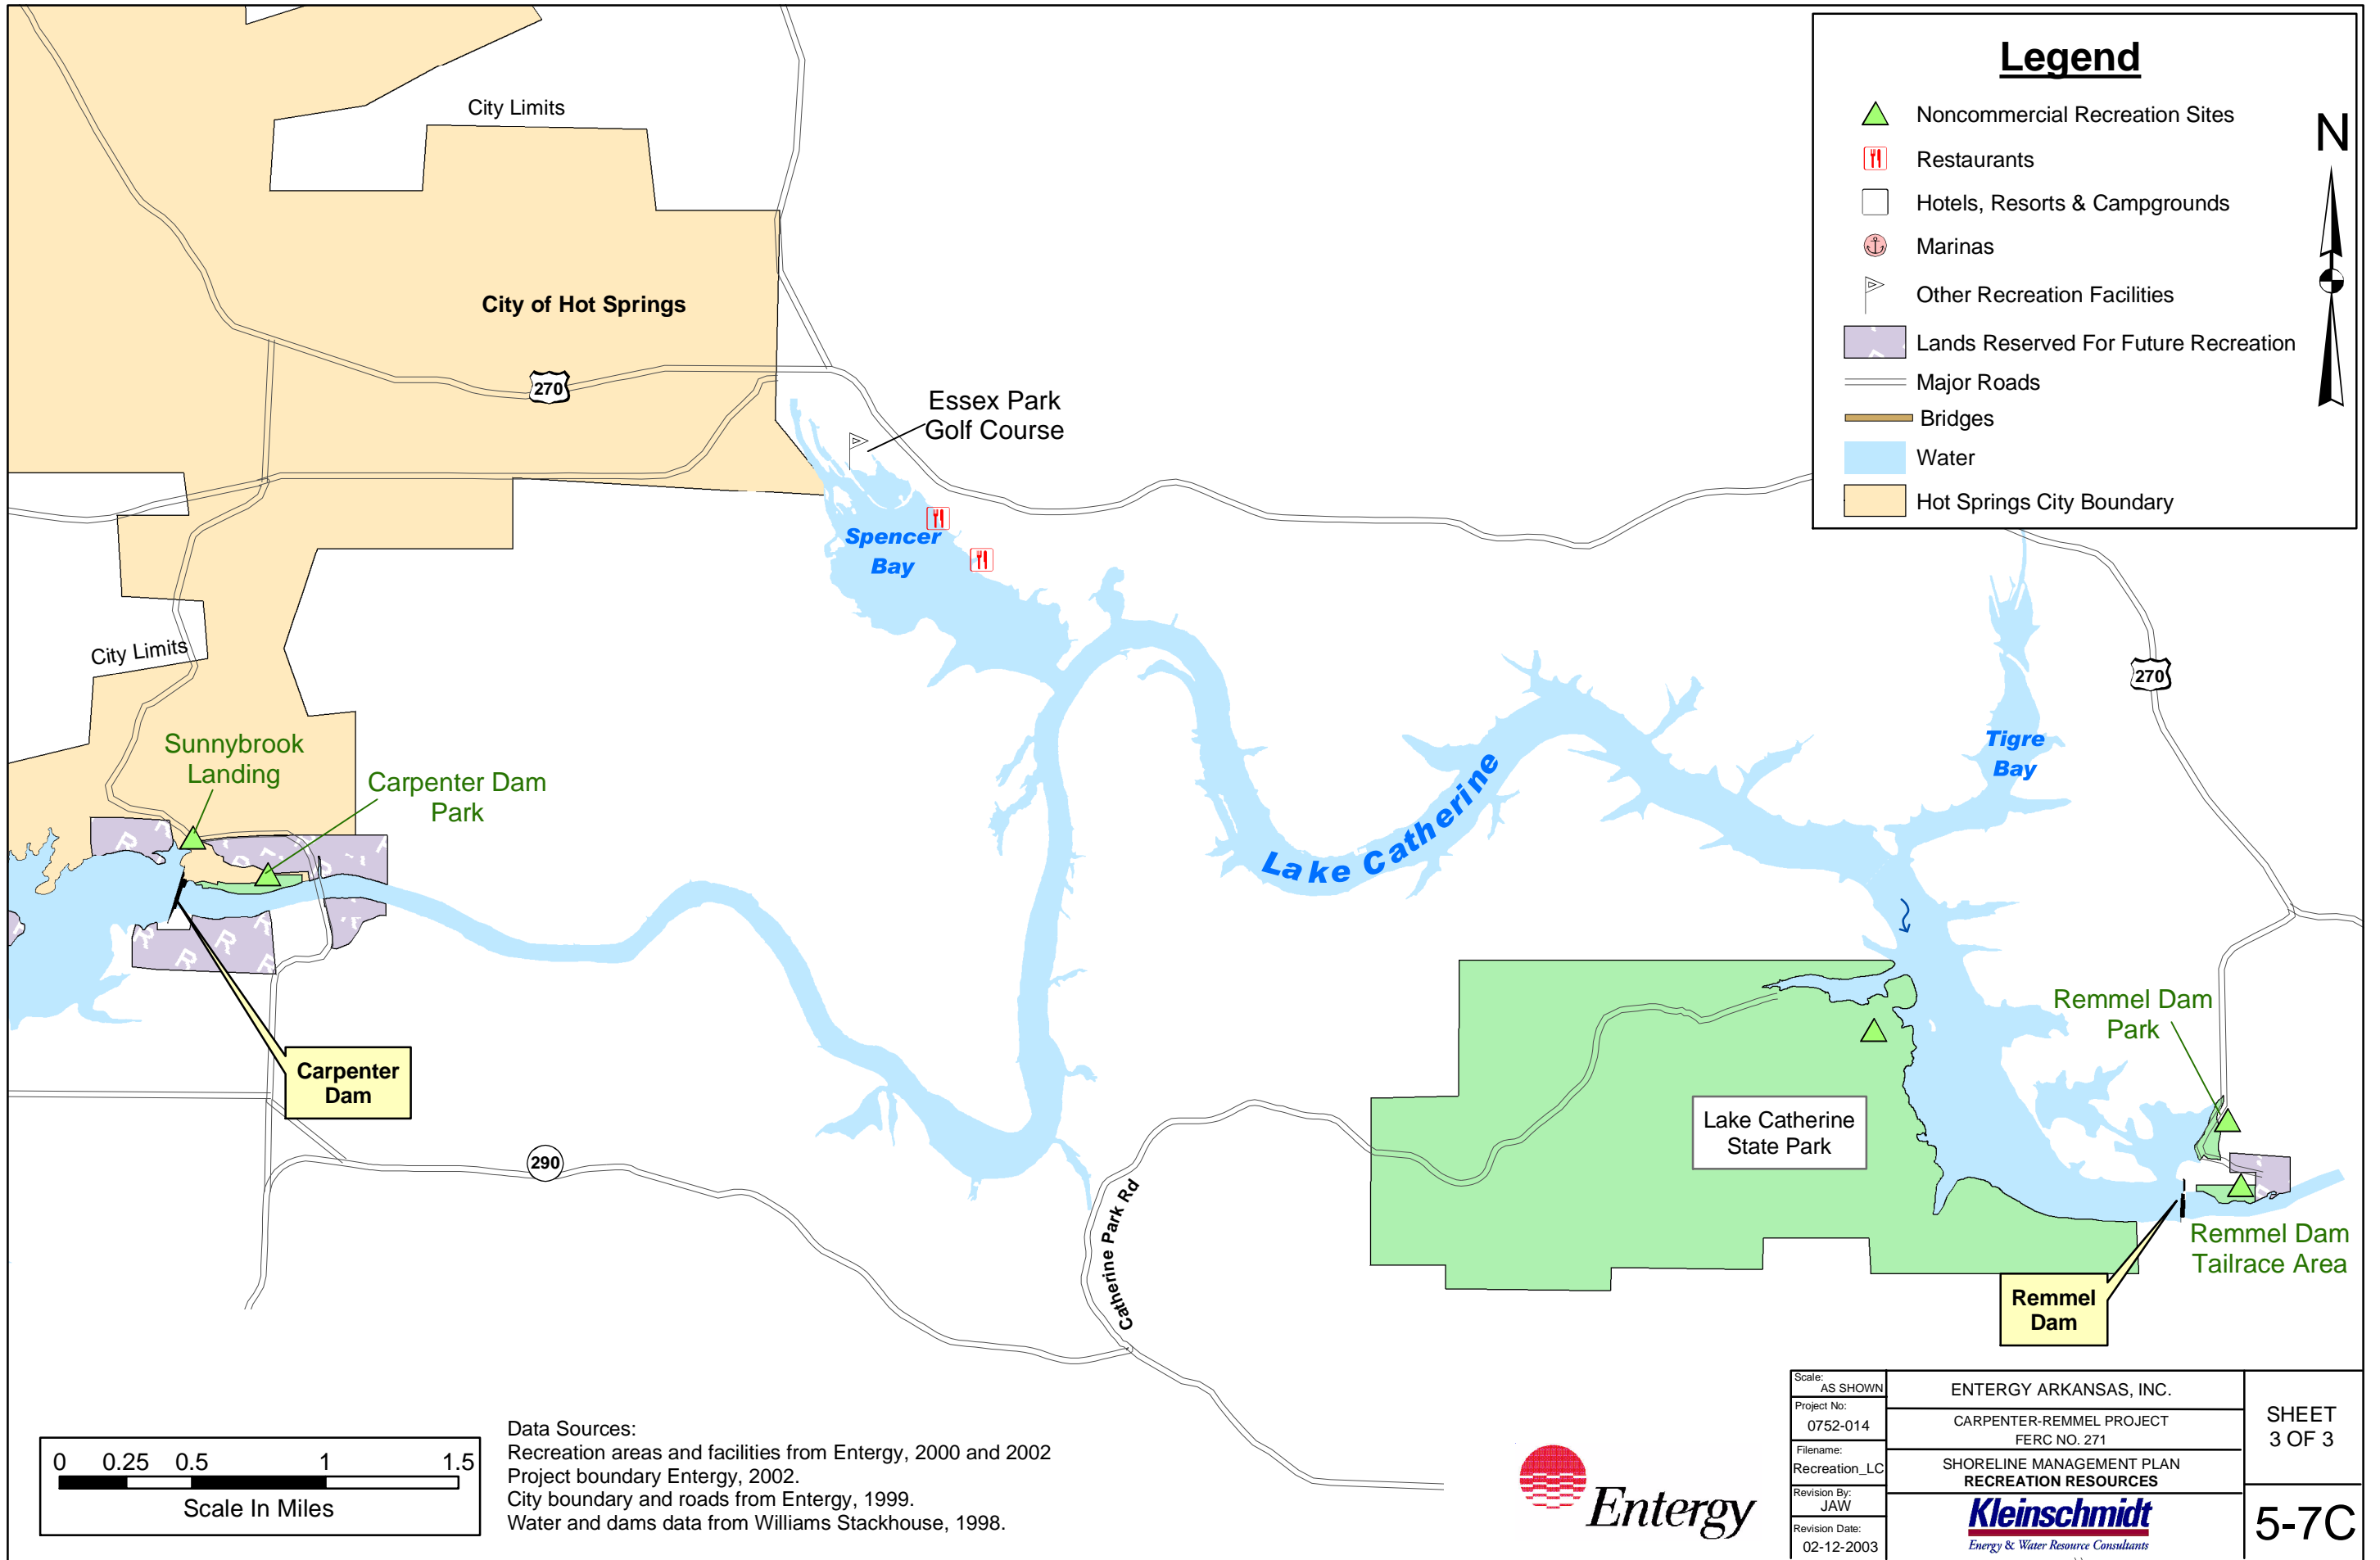 Legend
Noncommercial Recreation Sites
Restaurants
Hotels, Resorts & Campgrounds
Marinas
Other Recreation Facilities
Lands Reserved For Future Recreation
Major Roads
Bridges
Water
Hot Springs City Boundary
N
City Limits
City of Hot Springs
270
Essex Park
Golf Course
Spencer
Bay
City Limits
270
Sunnybrook
Landing
Carpenter Dam
Park
Tigre
Bay
Lake Catherine
R
R
R
R
R
R
R
R
Carpenter
Dam
Remmel Dam
Park
Lake Catherine
State Park
290
Catherine Park Rd
Remmel Dam
Tailrace Area
Remmel
Dam
0 0.25 0.5 1 1.5
Scale In Miles
Data Sources:
Recreation areas and facilities from Entergy, 2000 and 2002
Project boundary Entergy, 2002.
City boundary and roads from Entergy, 1999.
Water and dams data from Williams Stackhouse, 1998.
Entergy
Scale:
AS SHOWN
Project No:
0752-014
Filename:
Recreation_LC
Revision By:
JAW
Revision Date:
02-12-2003
ENTERGY ARKANSAS, INC.
CARPENTER-REMMEL PROJECT
FERC NO. 271
SHORELINE MANAGEMENT PLAN
RECREATION RESOURCES
Kleinschmidt
Energy & Water Resource Consultants
SHEET
3 OF 3
5-7C